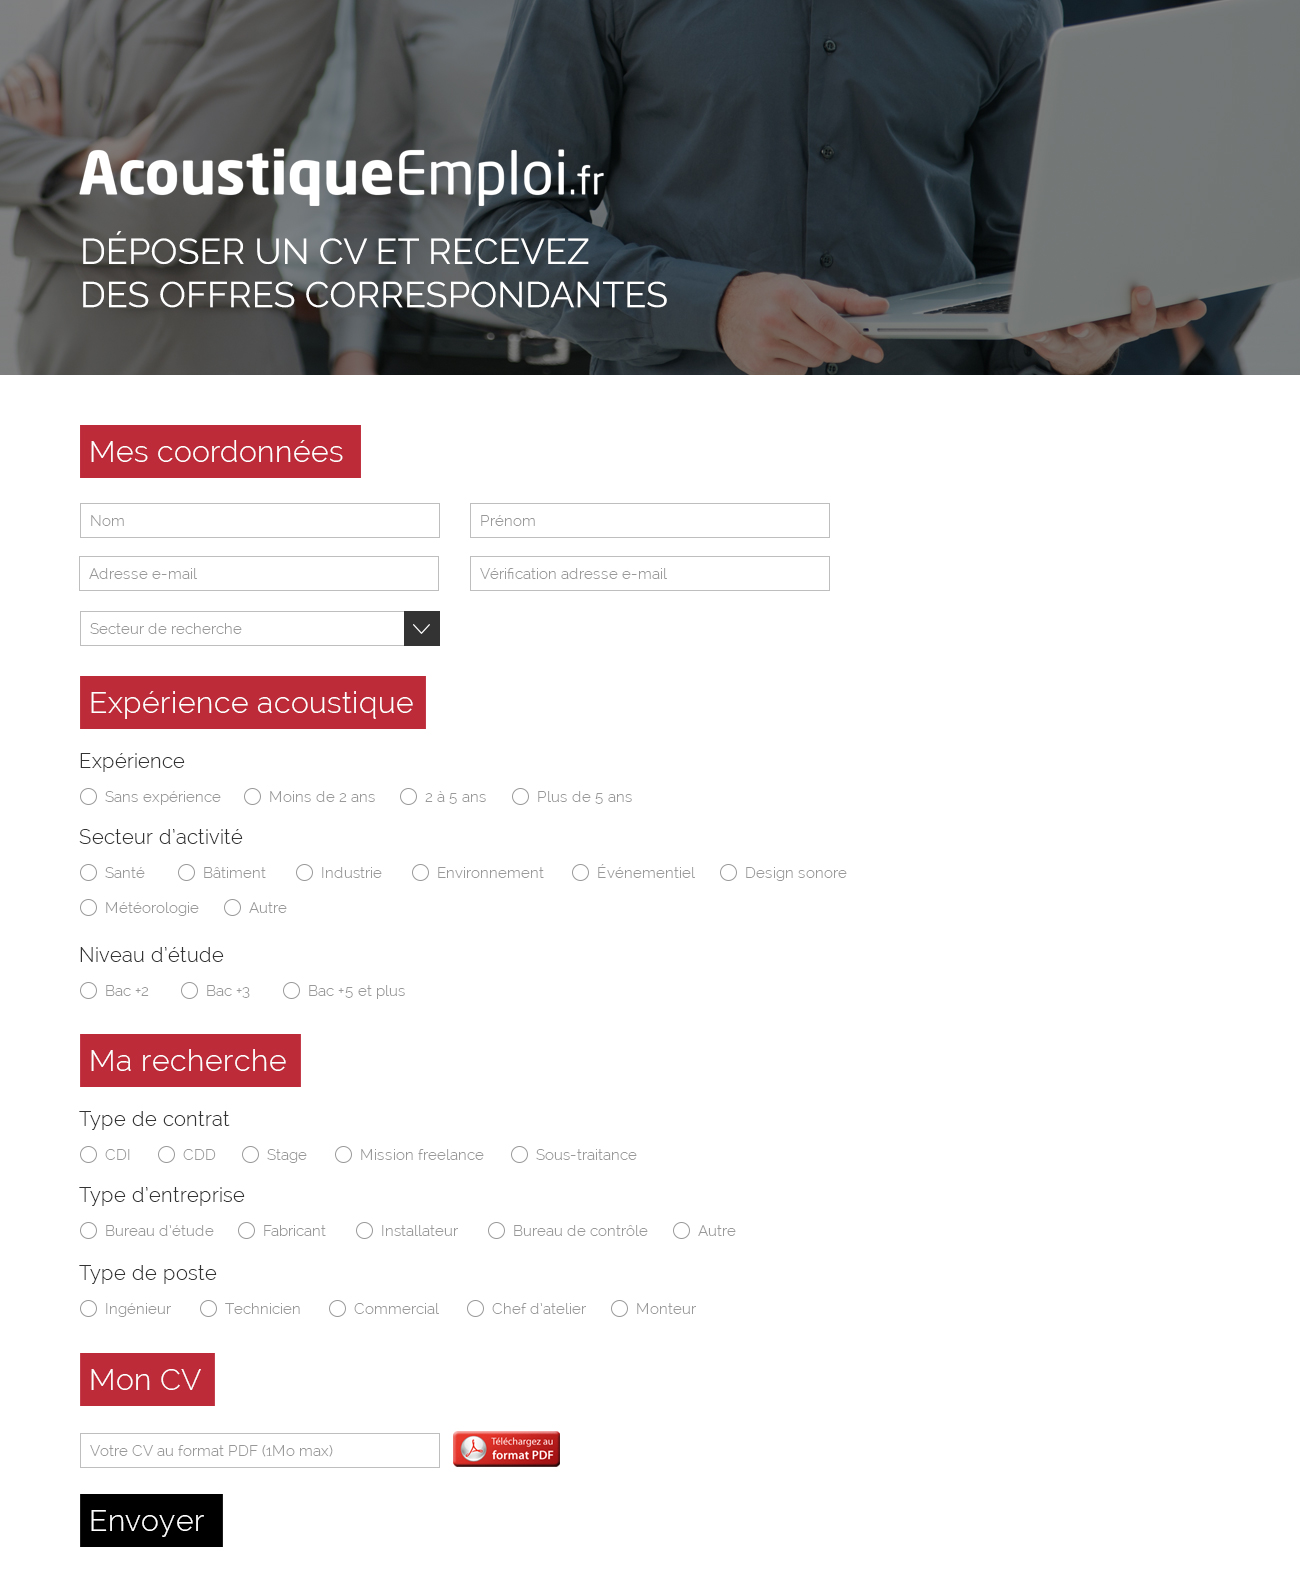 AcoustiqueEmploi.fr
DÉPOSER UN CV ET RECEVEZ
DES OFFRES CORRESPONDANTES
Mes coordonnées
Nom Prénom
Adresse e-mail Vérification adresse e-mail
Secteur de recherche
Expérience acoustique
Expérience
Sans expérience Moins de 2 ans 2 à 5 ans Plus de 5 ans
Secteur d'activité
Santé Bâtiment Industrie Environnement Événementiel Design sonore
Météorologie Autre
Niveau d'étude
Bac +2 Bac +3 Bac +5 et plus
Ma recherche
Type de contrat
CDI CDD Stage Mission freelance Sous-traitance
Type d'entreprise
Bureau d'étude Fabricant Installateur Bureau de contrôle Autre
Type de poste
Ingénieur Technicien Commercial Chef d'atelier Monteur
Mon CV
Votre CV au format PDF (1Mo max) Téléchargez au
format PDF
Envoyer